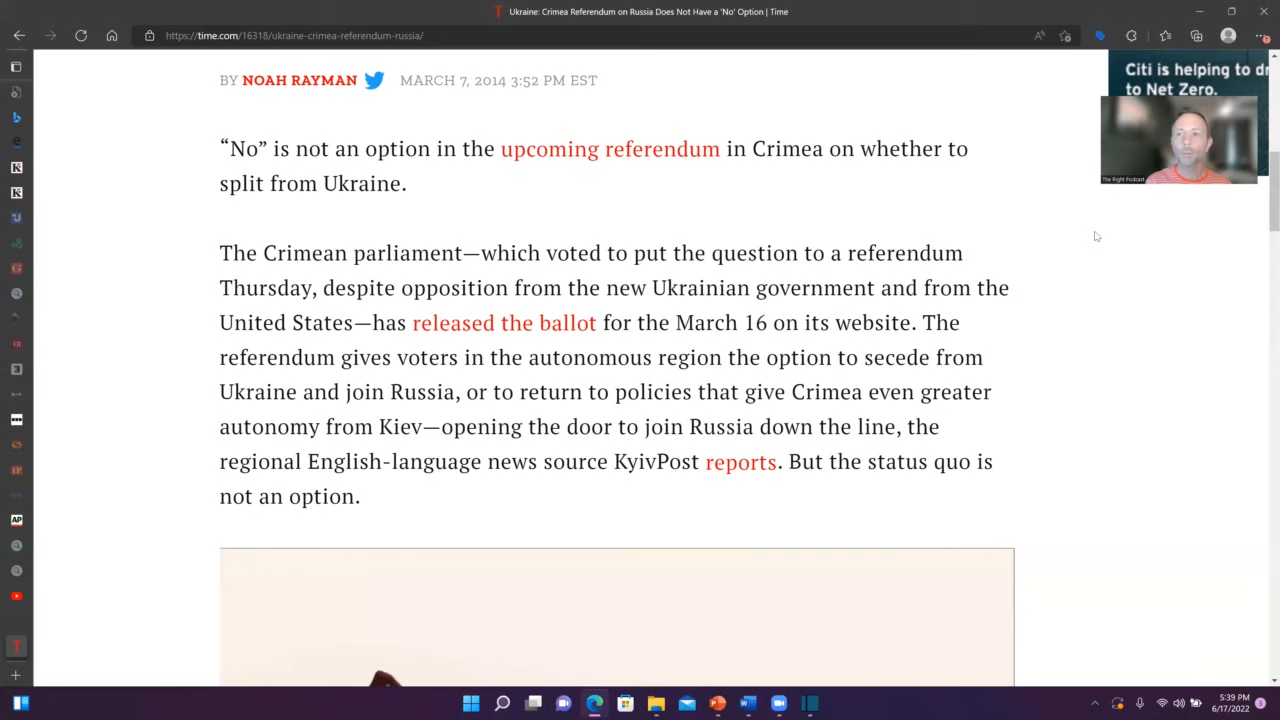 Ukraine: Crimea Referendum on Russia Does Not Have a 'No' Option | Time
https://time.com/16318/ukraine-crimea-referendum-russia/
BY NOAH RAYMAN MARCH 7, 2014 3:52 PM EST
Citi is helping to dr
to Net Zero.
The Right Podcast
“No” is not an option in the upcoming referendum in Crimea on whether to
split from Ukraine.
The Crimean parliament—which voted to put the question to a referendum
Thursday, despite opposition from the new Ukrainian government and from the
United States—has released the ballot for the March 16 on its website. The
referendum gives voters in the autonomous region the option to secede from
Ukraine and join Russia, or to return to policies that give Crimea even greater
autonomy from Kiev—opening the door to join Russia down the line, the
regional English-language news source KyivPost reports. But the status quo is
not an option.
AP
5:39 PM
6/17/2022